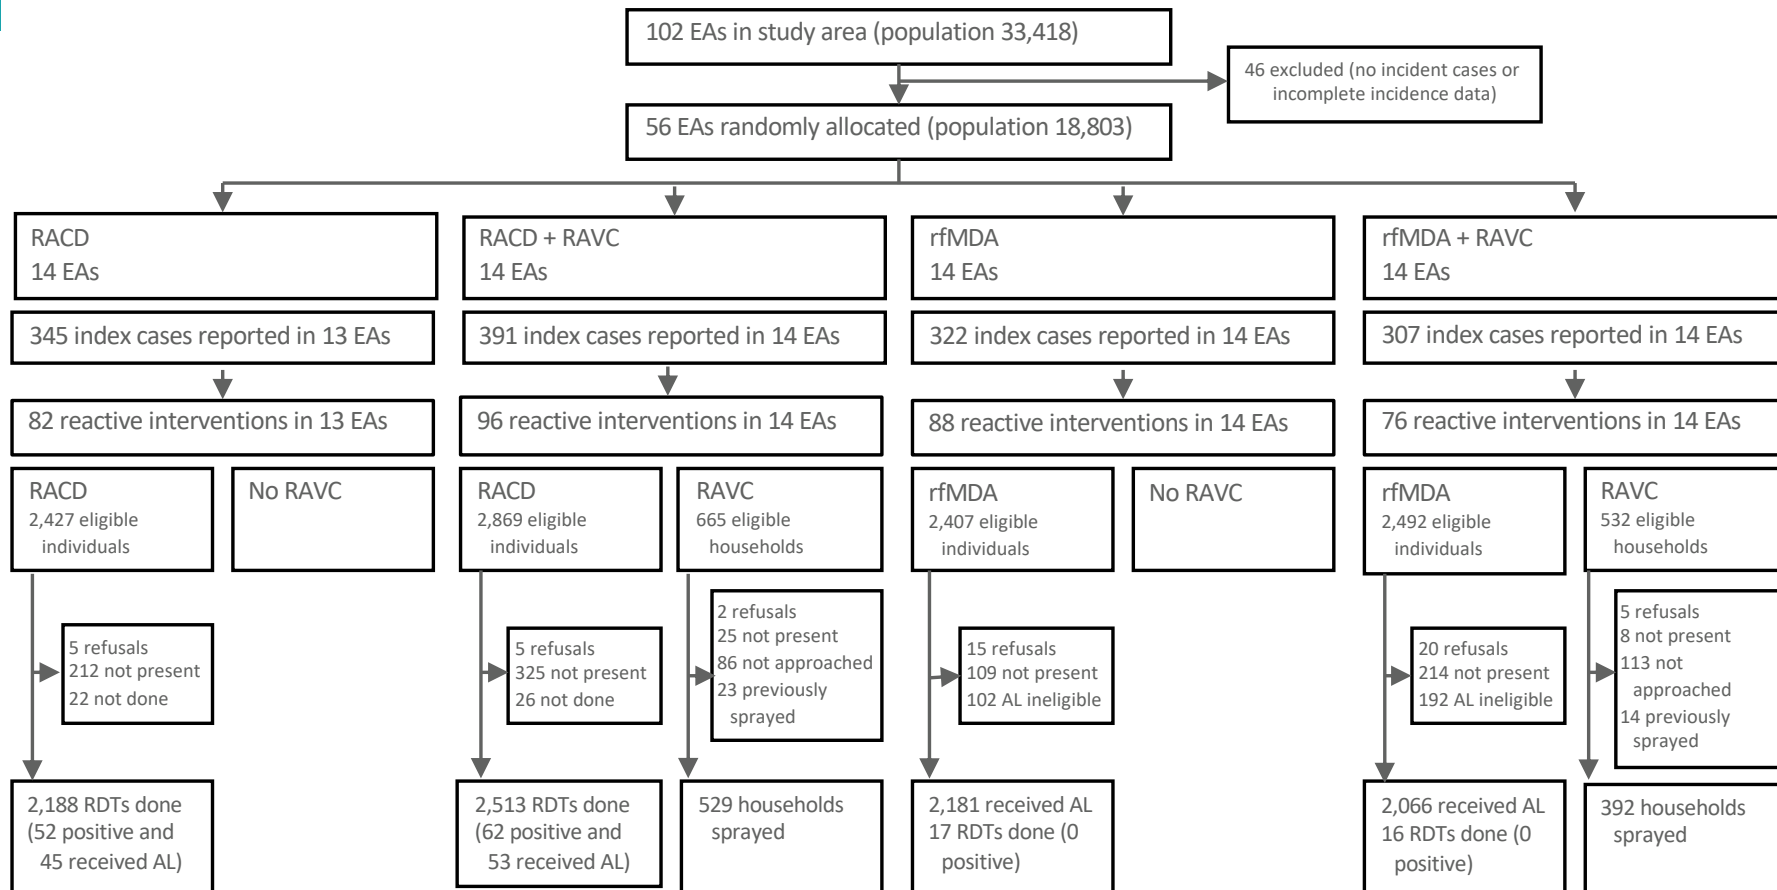 102 EAs in study area (population 33,418)
46 excluded (no incident cases or
incomplete incidence data)
56 EAs randomly allocated (population 18,803)
RACD
14 EAs
RACD + RAVC
14 EAs
rfMDA
14 EAs
rfMDA + RAVC
14 EAs
345 index cases reported in 13 EAs
391 index cases reported in 14 EAs
322 index cases reported in 14 EAs
307 index cases reported in 14 EAs
82 reactive interventions in 13 EAs
96 reactive interventions in 14 EAs
88 reactive interventions in 14 EAs
76 reactive interventions in 14 EAs
RACD
2,427 eligible
individuals
No RAVC
RACD
2,869 eligible
individuals
RAVC
665 eligible
households
rfMDA
2,407 eligible
individuals
No RAVC
rfMDA
2,492 eligible
individuals
RAVC
532 eligible
households
5 refusals
212 not present
22 not done
5 refusals
325 not present
26 not done
2 refusals
25 not present
86 not approached
23 previously
sprayed
15 refusals
109 not present
102 AL ineligible
20 refusals
214 not present
192 AL ineligible
5 refusals
8 not present
113 not
approached
14 previously
sprayed
2,188 RDTs done
(52 positive and
45 received AL)
2,513 RDTs done
(62 positive and
53 received AL)
529 households
sprayed
2,181 received AL
17 RDTs done (0
positive)
2,066 received AL
16 RDTs done (0
positive)
392 households
sprayed